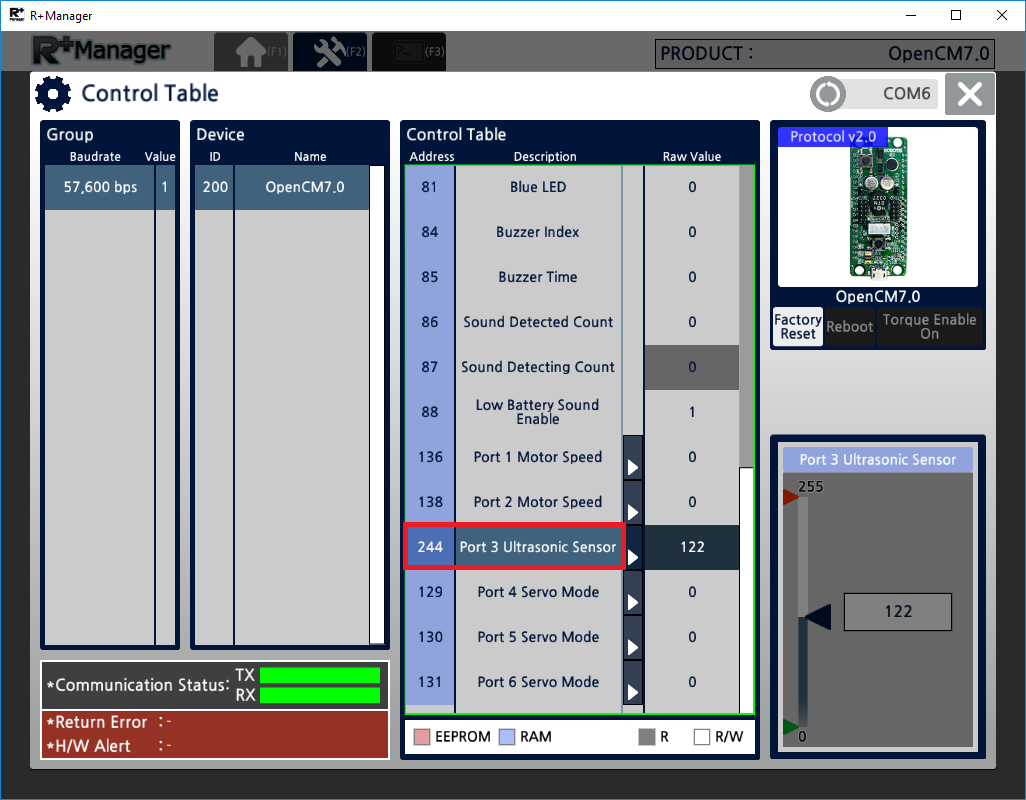 R+ R+Manager
R+Manager (F1) (F2) (F3) PRODUCT : OpenCM7.0
Control Table COM6
Group
Baudrate Value
57,600 bps 1
Device
ID Name
200 OpenCM7.0
Control Table
Address Description Raw Value
81 Blue LED 0
84 Buzzer Index 0
85 Buzzer Time 0
86 Sound Detected Count 0
87 Sound Detecting Count 0
88 Low Battery Sound Enable 1
136 Port 1 Motor Speed 0
138 Port 2 Motor Speed 0
244 Port 3 Ultrasonic Sensor 122
129 Port 4 Servo Mode 0
130 Port 5 Servo Mode 0
131 Port 6 Servo Mode 0
EEPROM RAM R R/W
Protocol v2.0
OpenCM7.0
Factory Reset Reboot Torque Enable On
Port 3 Ultrasonic Sensor
255
122
0
*Communication Status: TX
RX
*Return Error : -
*H/W Alert : -